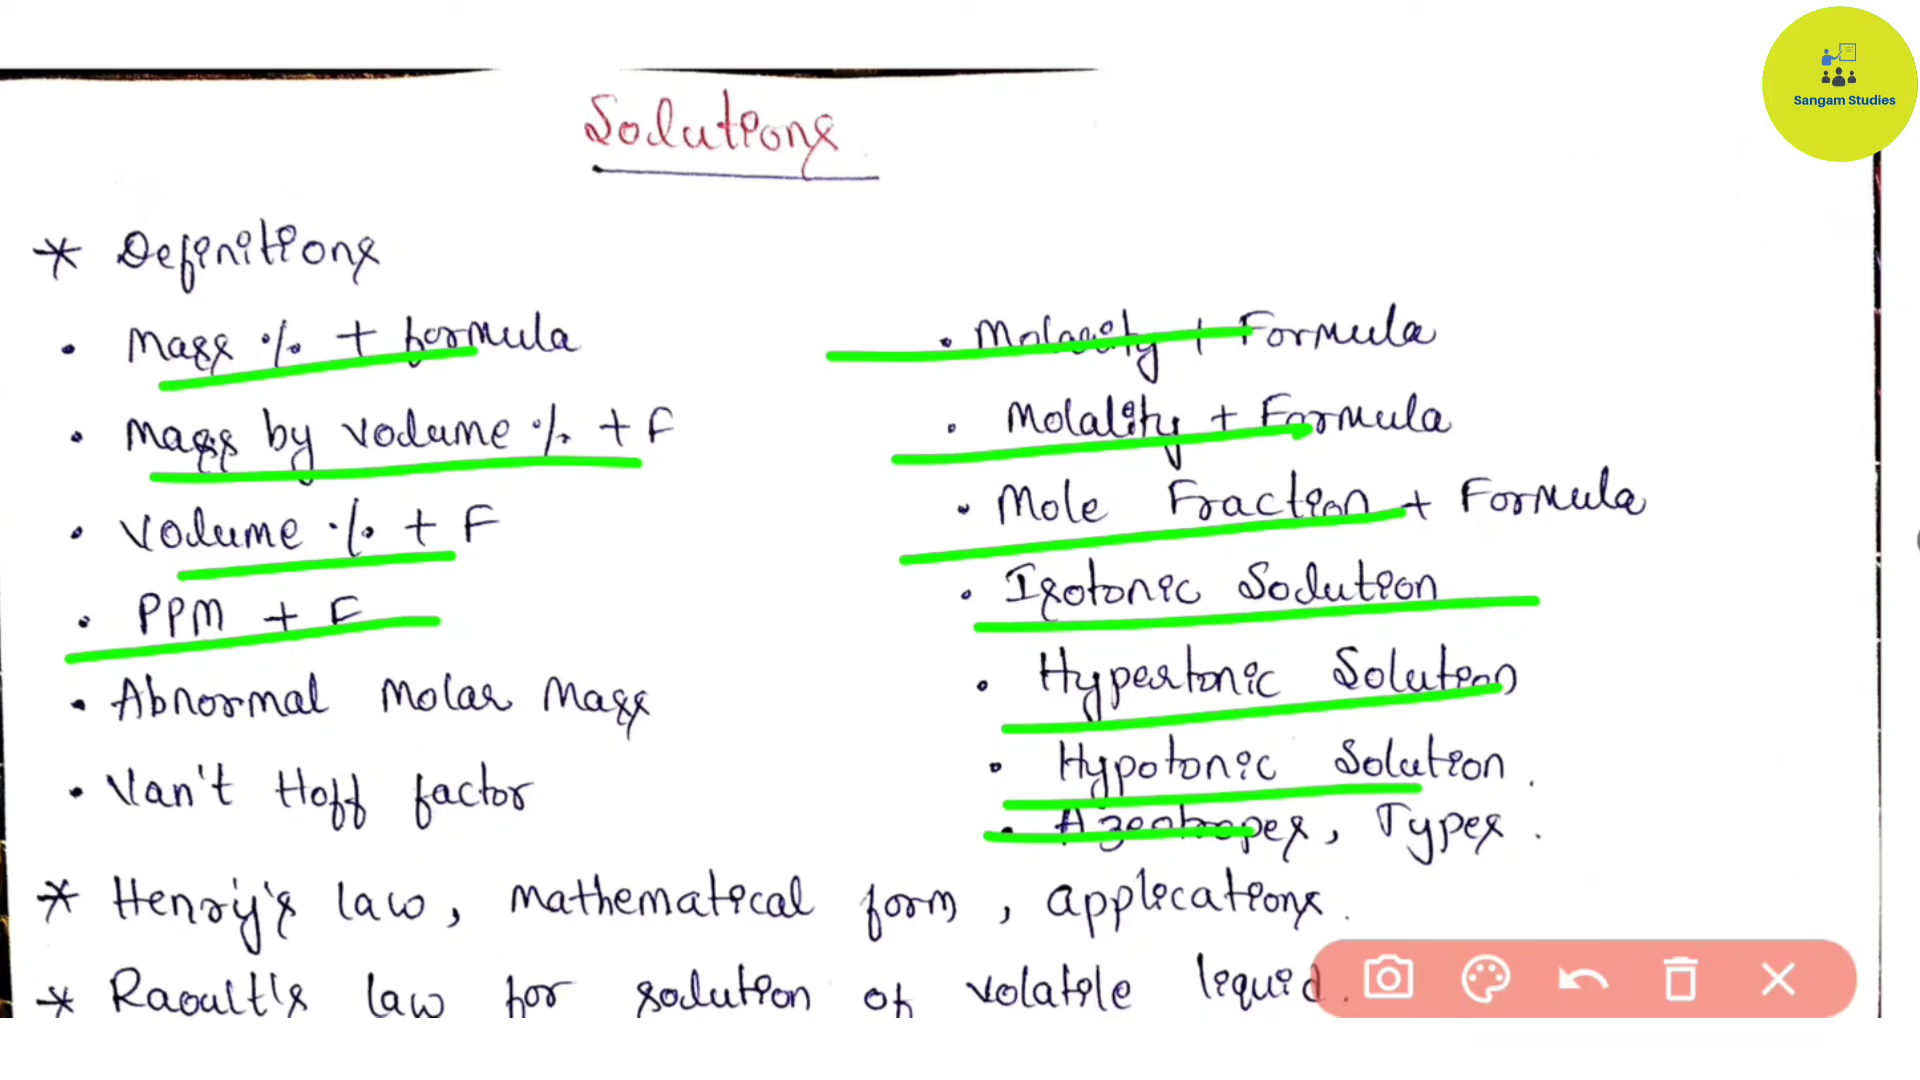 Sangam Studies
Solutions
* Definitions
• Mass % + formula
• Mass by volume % + F
• Volume % + F
• PPM + F
• Abnormal Molar Mass
• Van't Hoff factor
• Molarity + Formula
• Molality + Formula
• Mole Fraction + Formula
• Isotonic Solution
• Hypertonic Solution
• Hypotonic Solution.
• Azeotropes, Types.
* Henry's law, mathematical form, applications.
* Raoult's law for solution of volatile liquid.